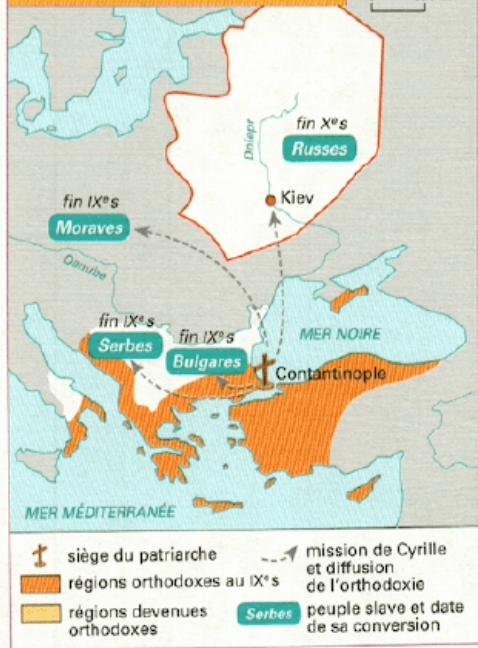 fin Xᵉ s
Russes
Dniepr
Kiev
fin IXᵉ s
Moraves
Danube
fin IXᵉ s
Serbes
fin IXᵉ s
Bulgares
MER NOIRE
Contantinople
MER MÉDITERRANÉE
siège du patriarche
régions orthodoxes au IXᵉ s
régions devenues
orthodoxes
mission de Cyrille
et diffusion
de l'orthodoxie
Serbes
peuple slave et date
de sa conversion